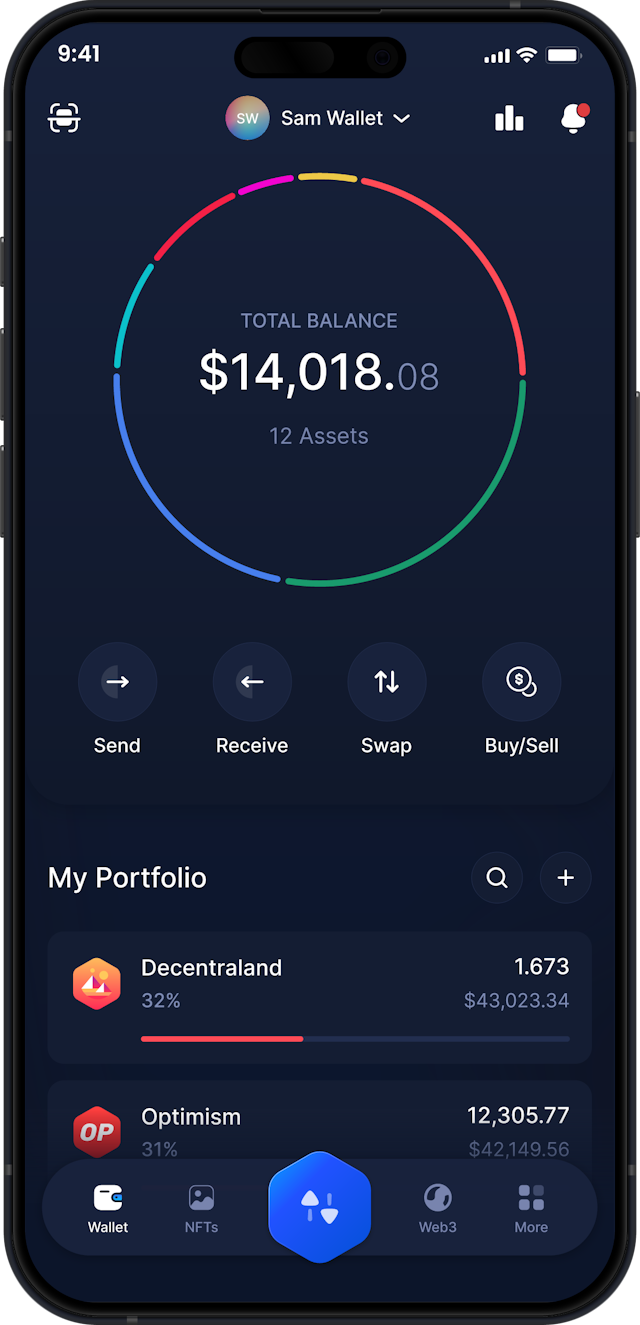 9:41
SW Sam Wallet
TOTAL BALANCE
$14,018.08
12 Assets
Send Receive Swap Buy/Sell
My Portfolio
Decentraland 1.673
32% $43,023.34
OP Optimism 12,305.77
31% $42,149.56
Wallet NFTs Web3 More